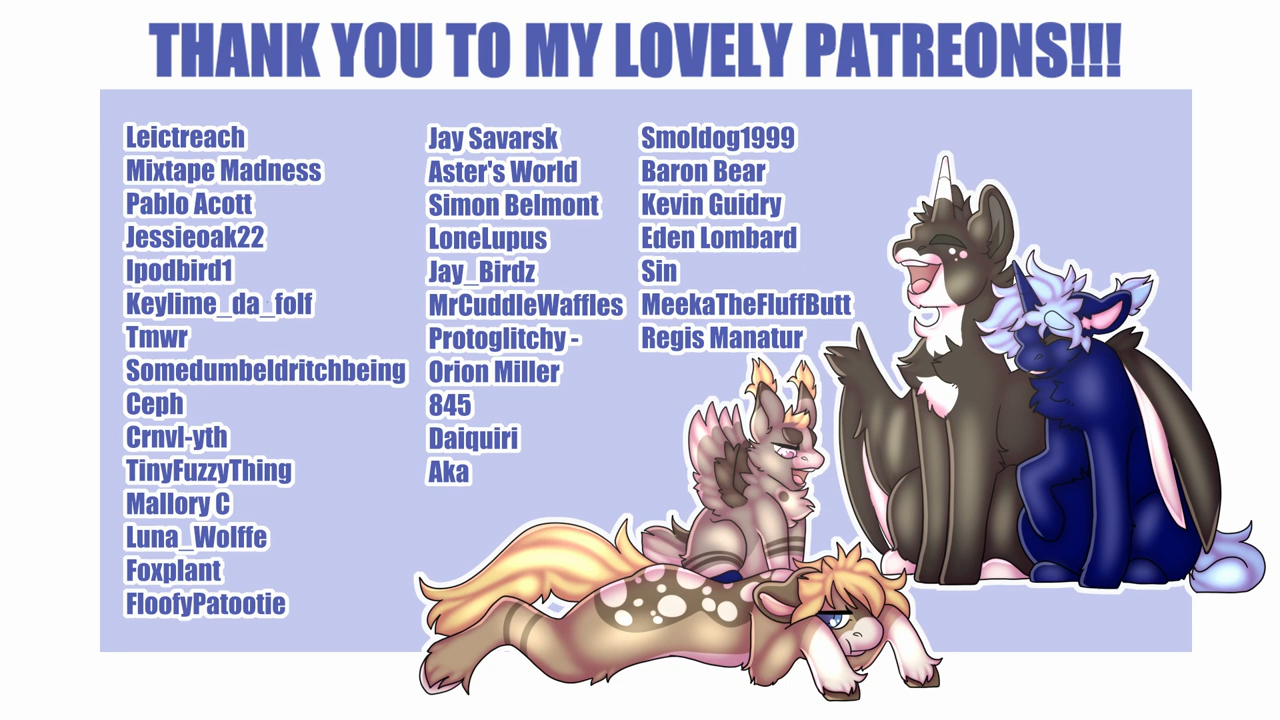 THANK YOU TO MY LOVELY PATREONS!!!
Leictreach
Mixtape Madness
Pablo Acott
Jessieoak22
Ipodbird1
Keylime_da_folf
Tmwr
Somedumbeldritchbeing
Ceph
Crnvl-yth
TinyFuzzyThing
Mallory C
Luna_Wolffe
Foxplant
FloofyPatootie
Jay Savarsk
Aster's World
Simon Belmont
LoneLupus
Jay_Birdz
MrCuddleWaffles
Protoglitchy -
Orion Miller
845
Daiquiri
Aka
Smoldog1999
Baron Bear
Kevin Guidry
Eden Lombard
Sin
MeekaTheFluffButt
Regis Manatur